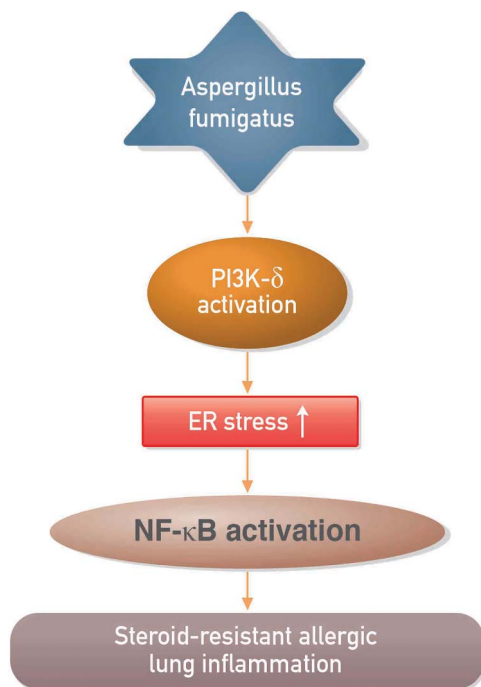 Aspergillus
fumigatus
PI3K-δ
activation
ER stress ↑
NF-κB activation
Steroid-resistant allergic
lung inflammation